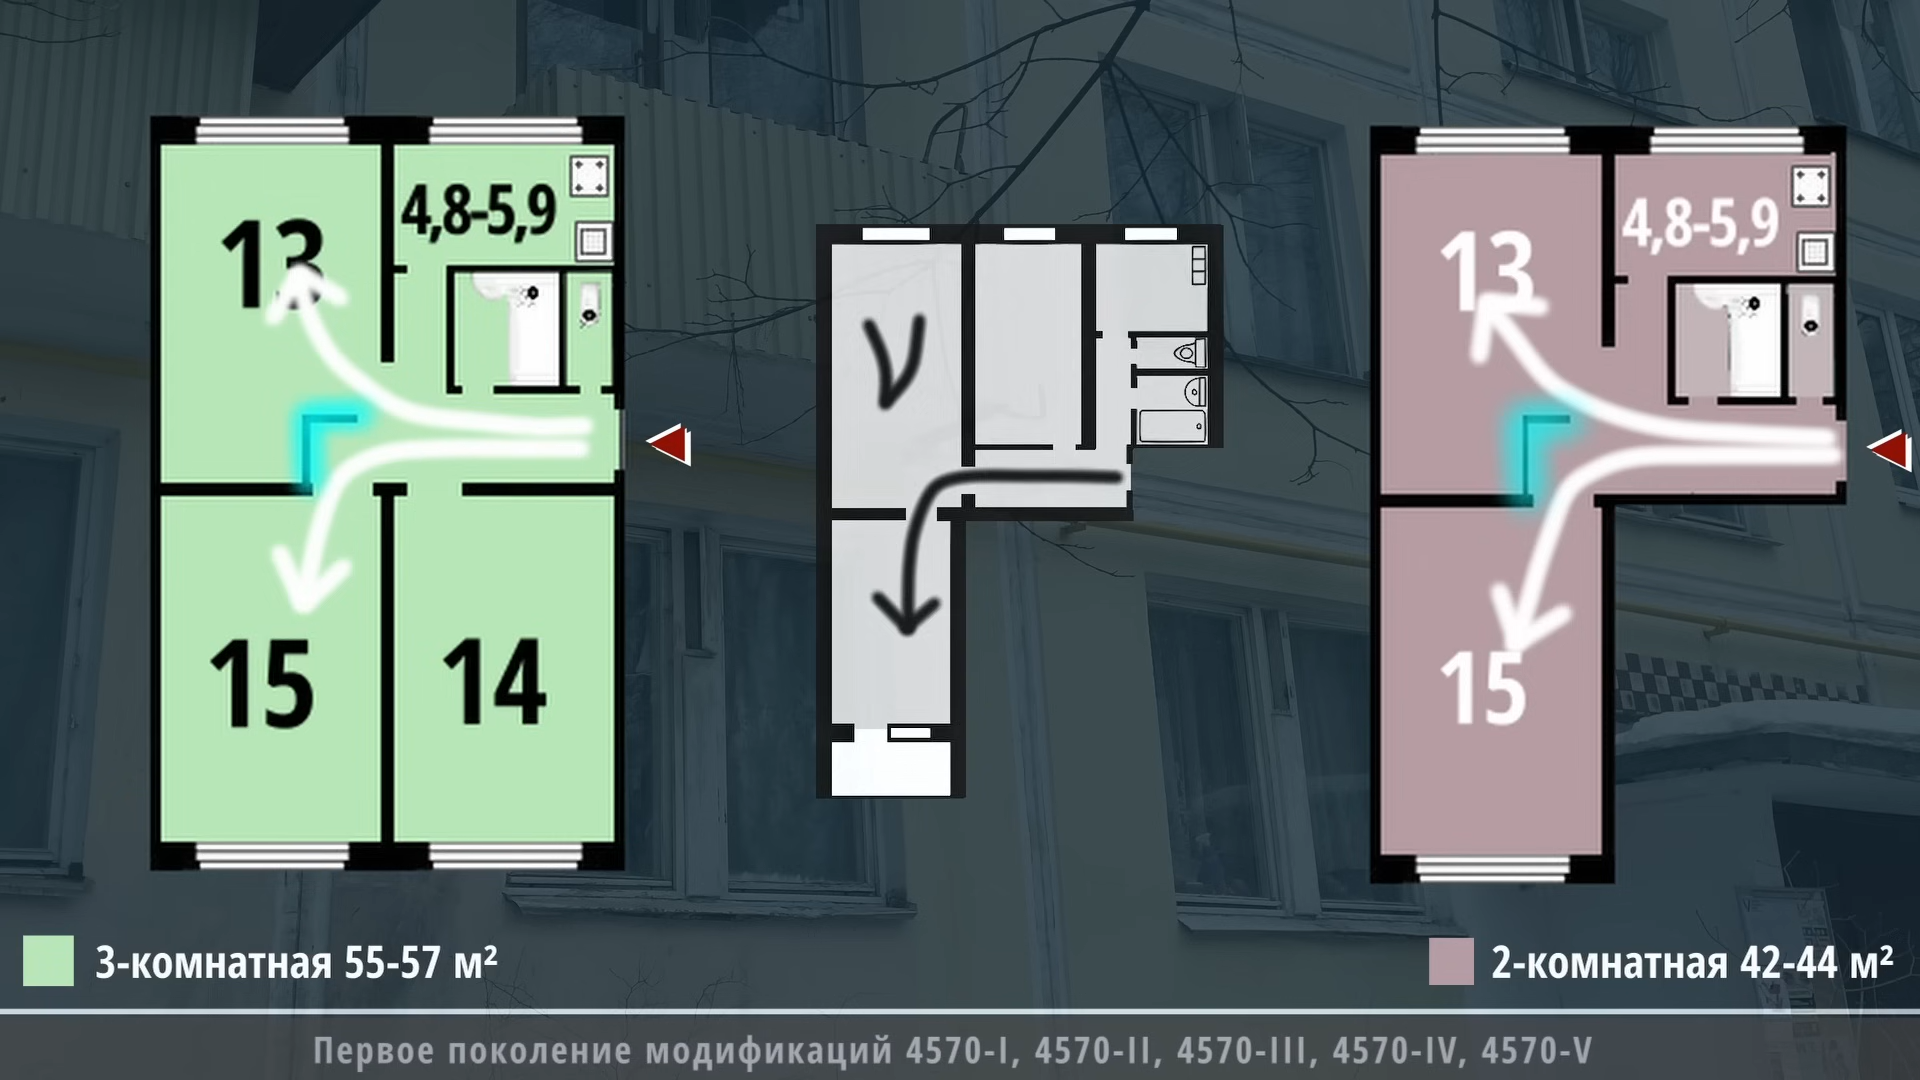 13
4,8-5,9
15
14
V
13
4,8-5,9
15
3-комнатная 55-57 м²
2-комнатная 42-44 м²
Первое поколение модификаций 4570-I, 4570-II, 4570-III, 4570-IV, 4570-V